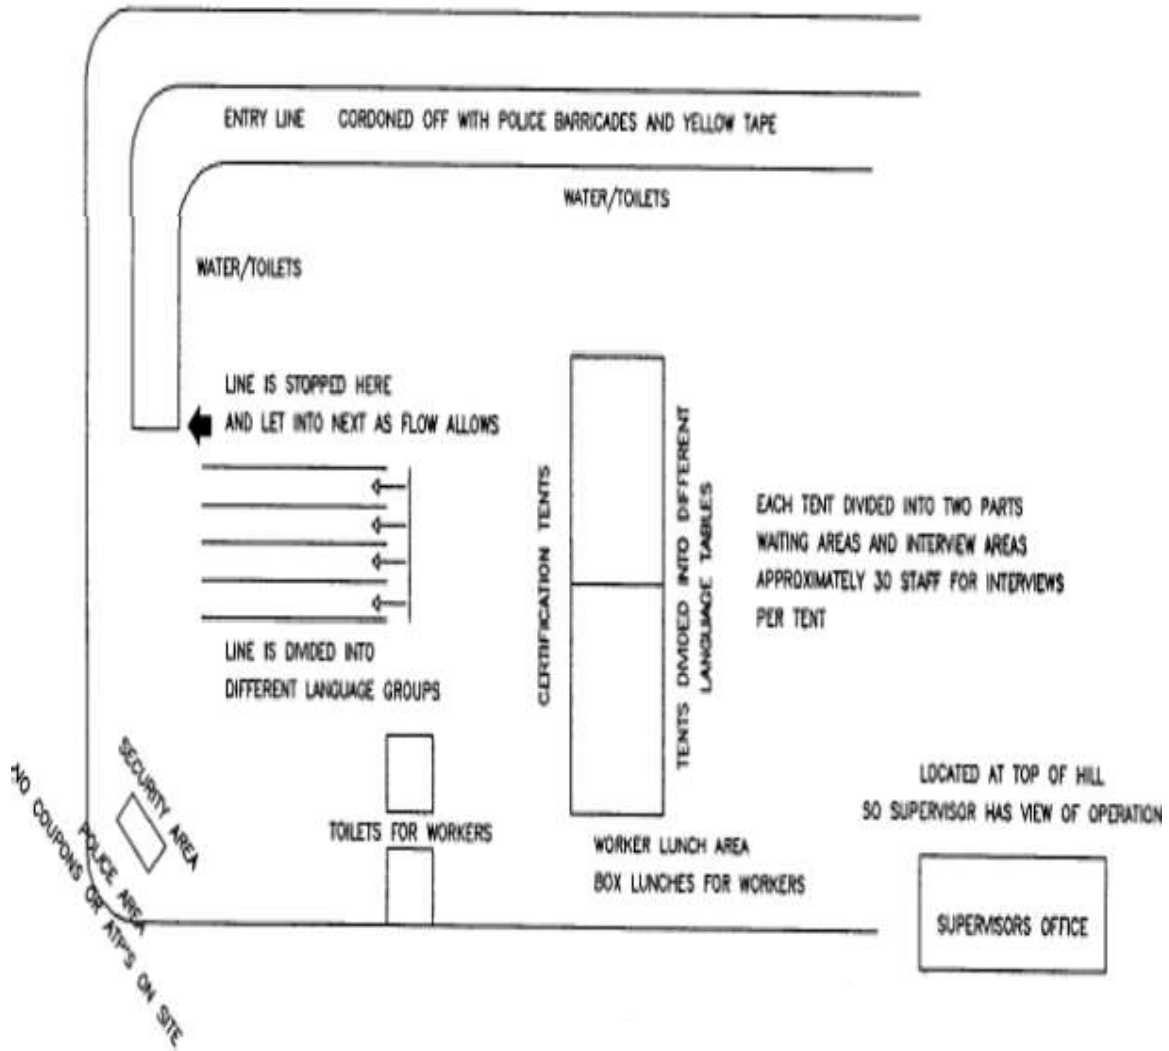 ENTRY LINE CORDONED OFF WITH POLICE BARRICADES AND YELLOW TAPE
WATER/TOILETS
WATER/TOILETS
LINE IS STOPPED HERE
AND LET INTO NEXT AS FLOW ALLOWS
CERTIFICATION TENTS
TENTS DIVIDED INTO DIFFERENT
LANGUAGE TABLES
EACH TENT DIVIDED INTO TWO PARTS
WAITING AREAS AND INTERVIEW AREAS
APPROXIMATELY 30 STAFF FOR INTERVIEWS
PER TENT
LINE IS DIVIDED INTO
DIFFERENT LANGUAGE GROUPS
SECURITY AREA
POLICE AREA
NO COUPONS OR ATP'S ON SITE
TOILETS FOR WORKERS
WORKER LUNCH AREA
BOX LUNCHES FOR WORKERS
LOCATED AT TOP OF HILL
SO SUPERVISOR HAS VIEW OF OPERATION
SUPERVISORS OFFICE